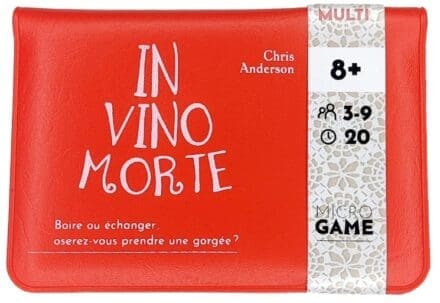 IN
VINO
MORTE
Chris
Anderson
Boire ou échanger,
oserez-vous prendre une gorgée ?
MULTI
8+
3-9
20
MICRO
GAME